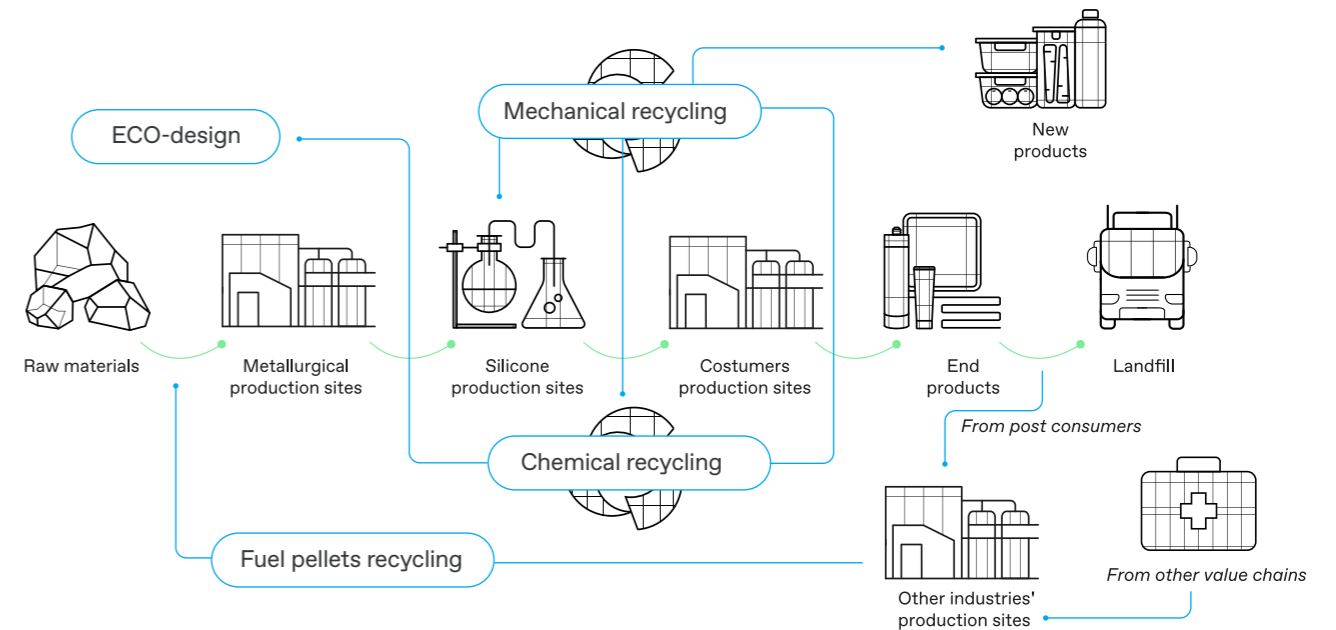 Mechanical recycling
ECO-design
New
products
Raw materials
Metallurgical
production sites
Silicone
production sites
Costumers
production sites
End
products
Landfill
From post consumers
Chemical recycling
Fuel pellets recycling
From other value chains
Other industries'
production sites